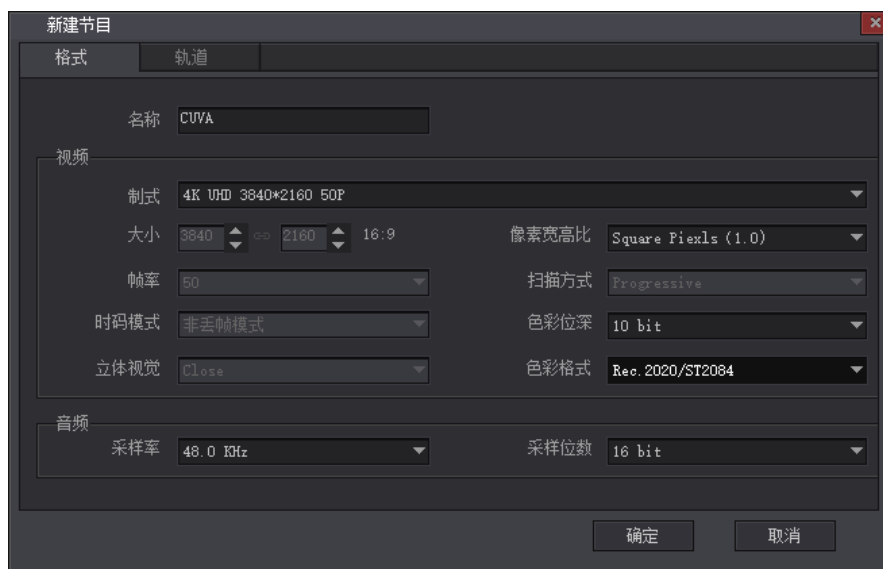 新建节目
格式 轨道
名称 CUVA
视频
制式 4K UHD 3840*2160 50P
大小 3840 2160 16:9 像素宽高比 Square Piexls (1.0)
帧率 50 扫描方式 Progressive
时码模式 非丢帧模式 色彩位深 10 bit
立体视觉 Close 色彩格式 Rec.2020/ST2084
音频
采样率 48.0 KHz 采样位数 16 bit
确定 取消